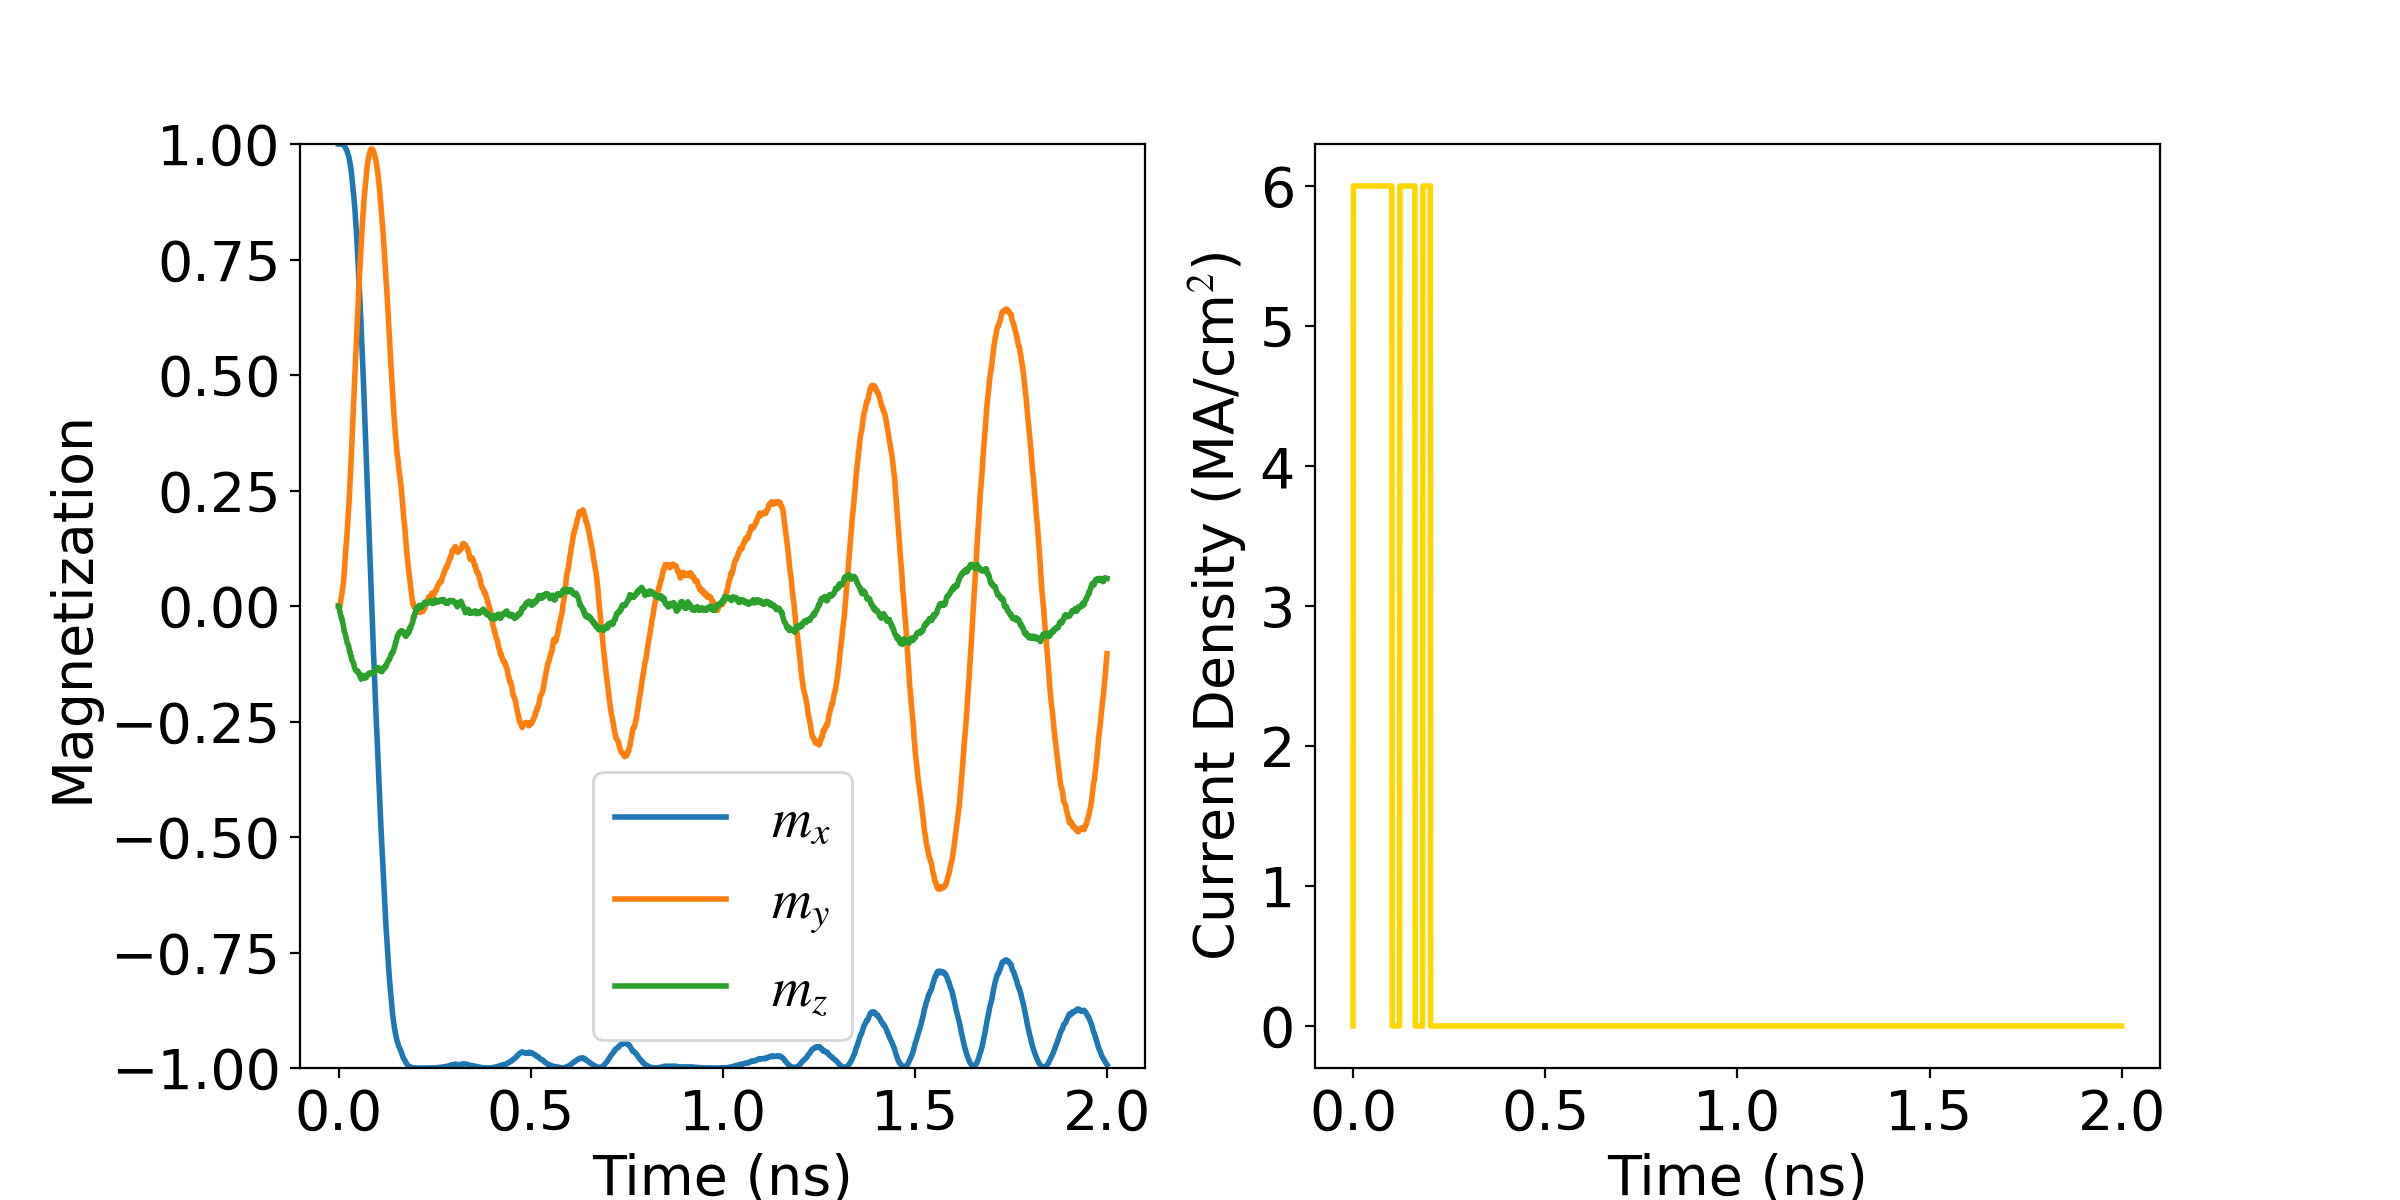 1.00
0.75
0.50
0.25
0.00
−0.25
−0.50
−0.75
−1.00
Magnetization
0.0 0.5 1.0 1.5 2.0
Time (ns)
m_x
m_y
m_z
6
5
4
3
2
1
0
Current Density (MA/cm²)
0.0 0.5 1.0 1.5 2.0
Time (ns)